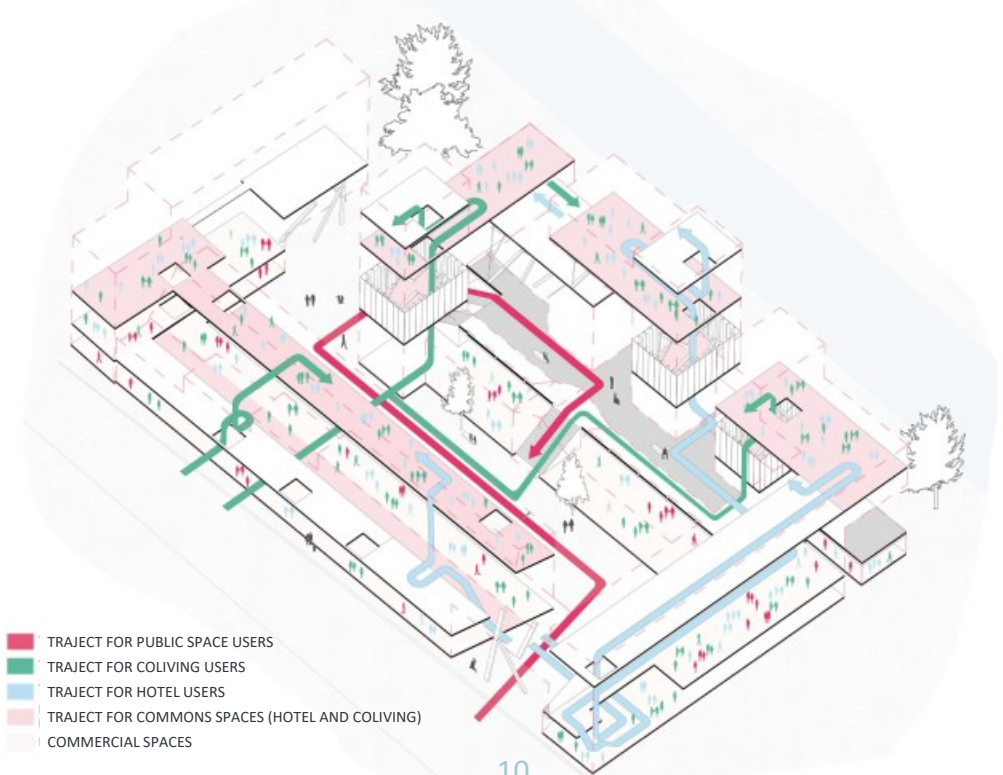 TRAJECT FOR PUBLIC SPACE USERS
TRAJECT FOR COLIVING USERS
TRAJECT FOR HOTEL USERS
TRAJECT FOR COMMONS SPACES (HOTEL AND COLIVING)
COMMERCIAL SPACES
10